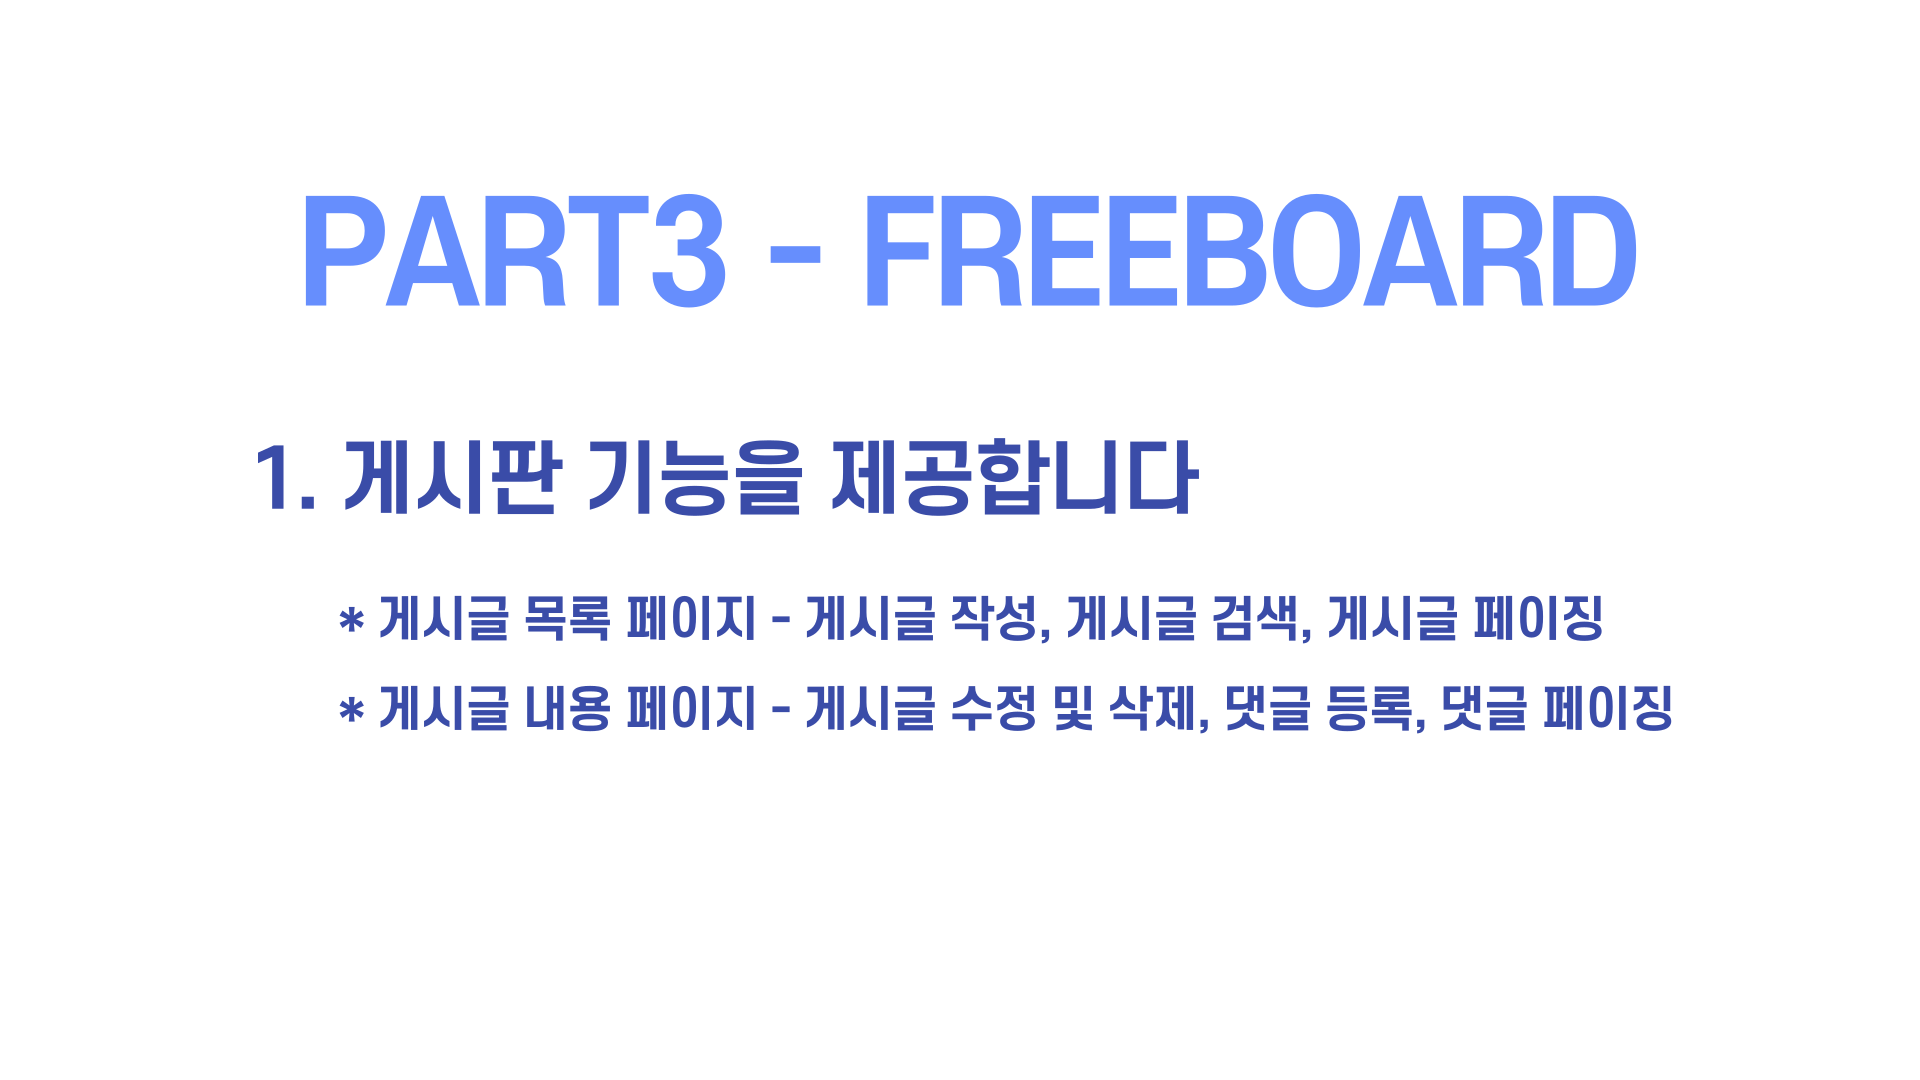 PART3 - FREEBOARD
1. 게시판 기능을 제공합니다
* 게시글 목록 페이지 - 게시글 작성, 게시글 검색, 게시글 페이징
* 게시글 내용 페이지 - 게시글 수정 및 삭제, 댓글 등록, 댓글 페이징